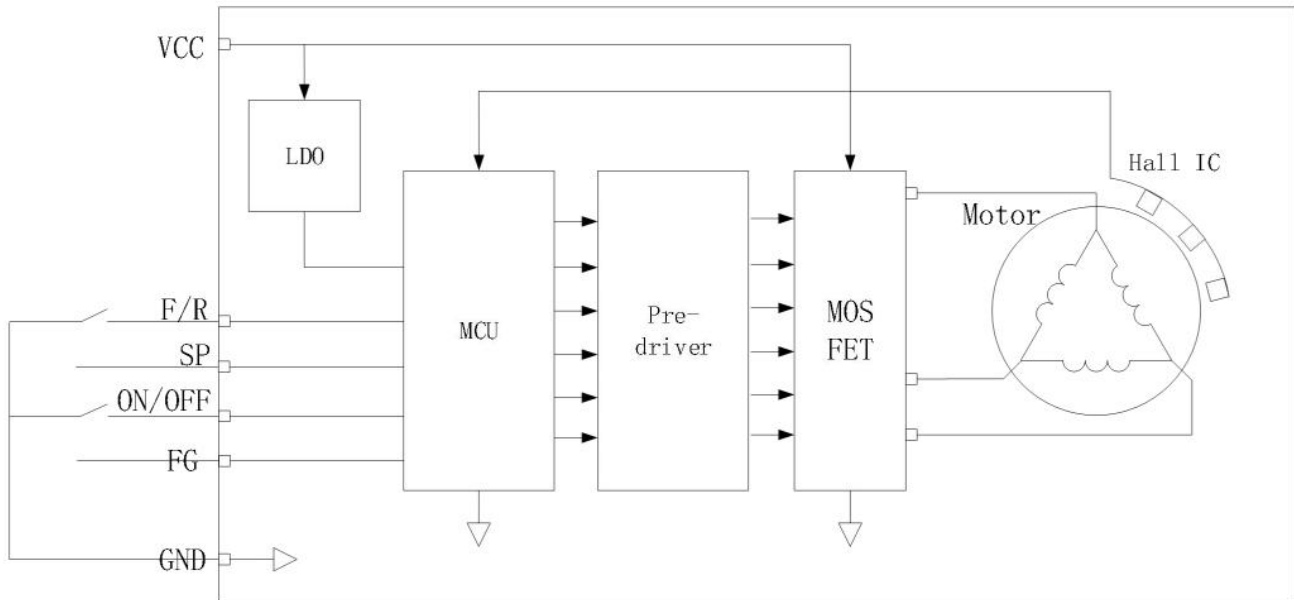 VCC
LDO
Hall IC
Motor
F/R
SP
ON/OFF
FG
GND
MCU
Pre-
driver
MOS
FET